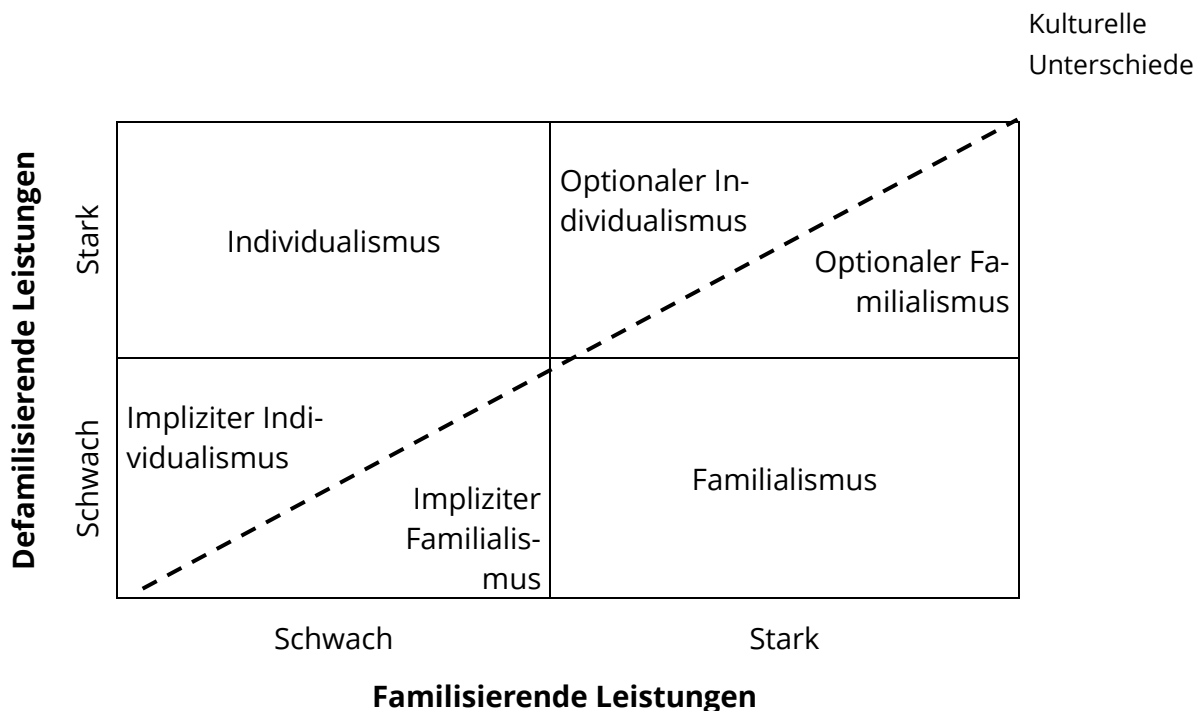 Kulturelle
Unterschiede
Defamilisierende Leistungen
Stark
Schwach
Individualismus
Optionaler In-
dividualismus
Optionaler Fa-
milialismus
Impliziter Indi-
vidualismus
Impliziter
Familialis-
mus
Familialismus
Schwach
Stark
Familisierende Leistungen